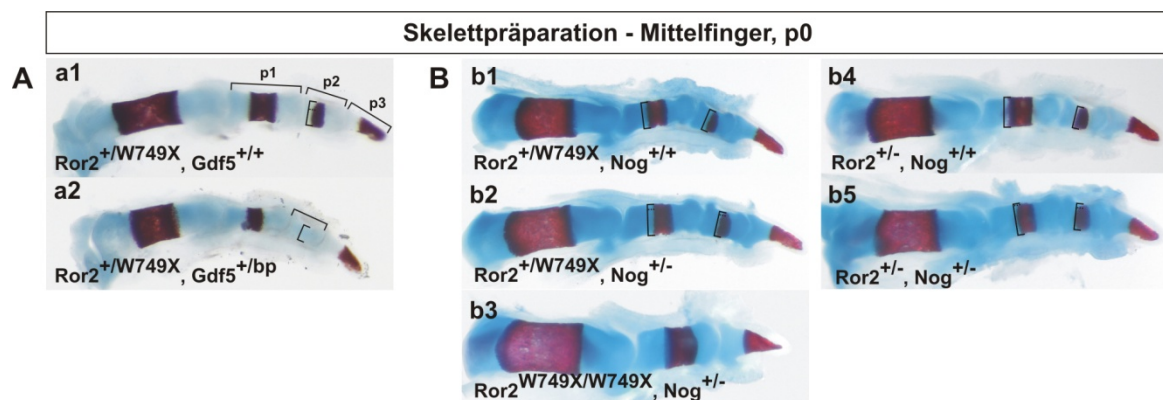 Skelettpräparation - Mittelfinger, p0
A
a1
p1
p2
p3
Ror2+/W749X, Gdf5+/+
a2
Ror2+/W749X, Gdf5+/bp
B
b1
Ror2+/W749X, Nog+/+
b2
Ror2+/W749X, Nog+/-
b3
Ror2W749X/W749X, Nog+/-
b4
Ror2+/-, Nog+/+
b5
Ror2+/-, Nog+/-